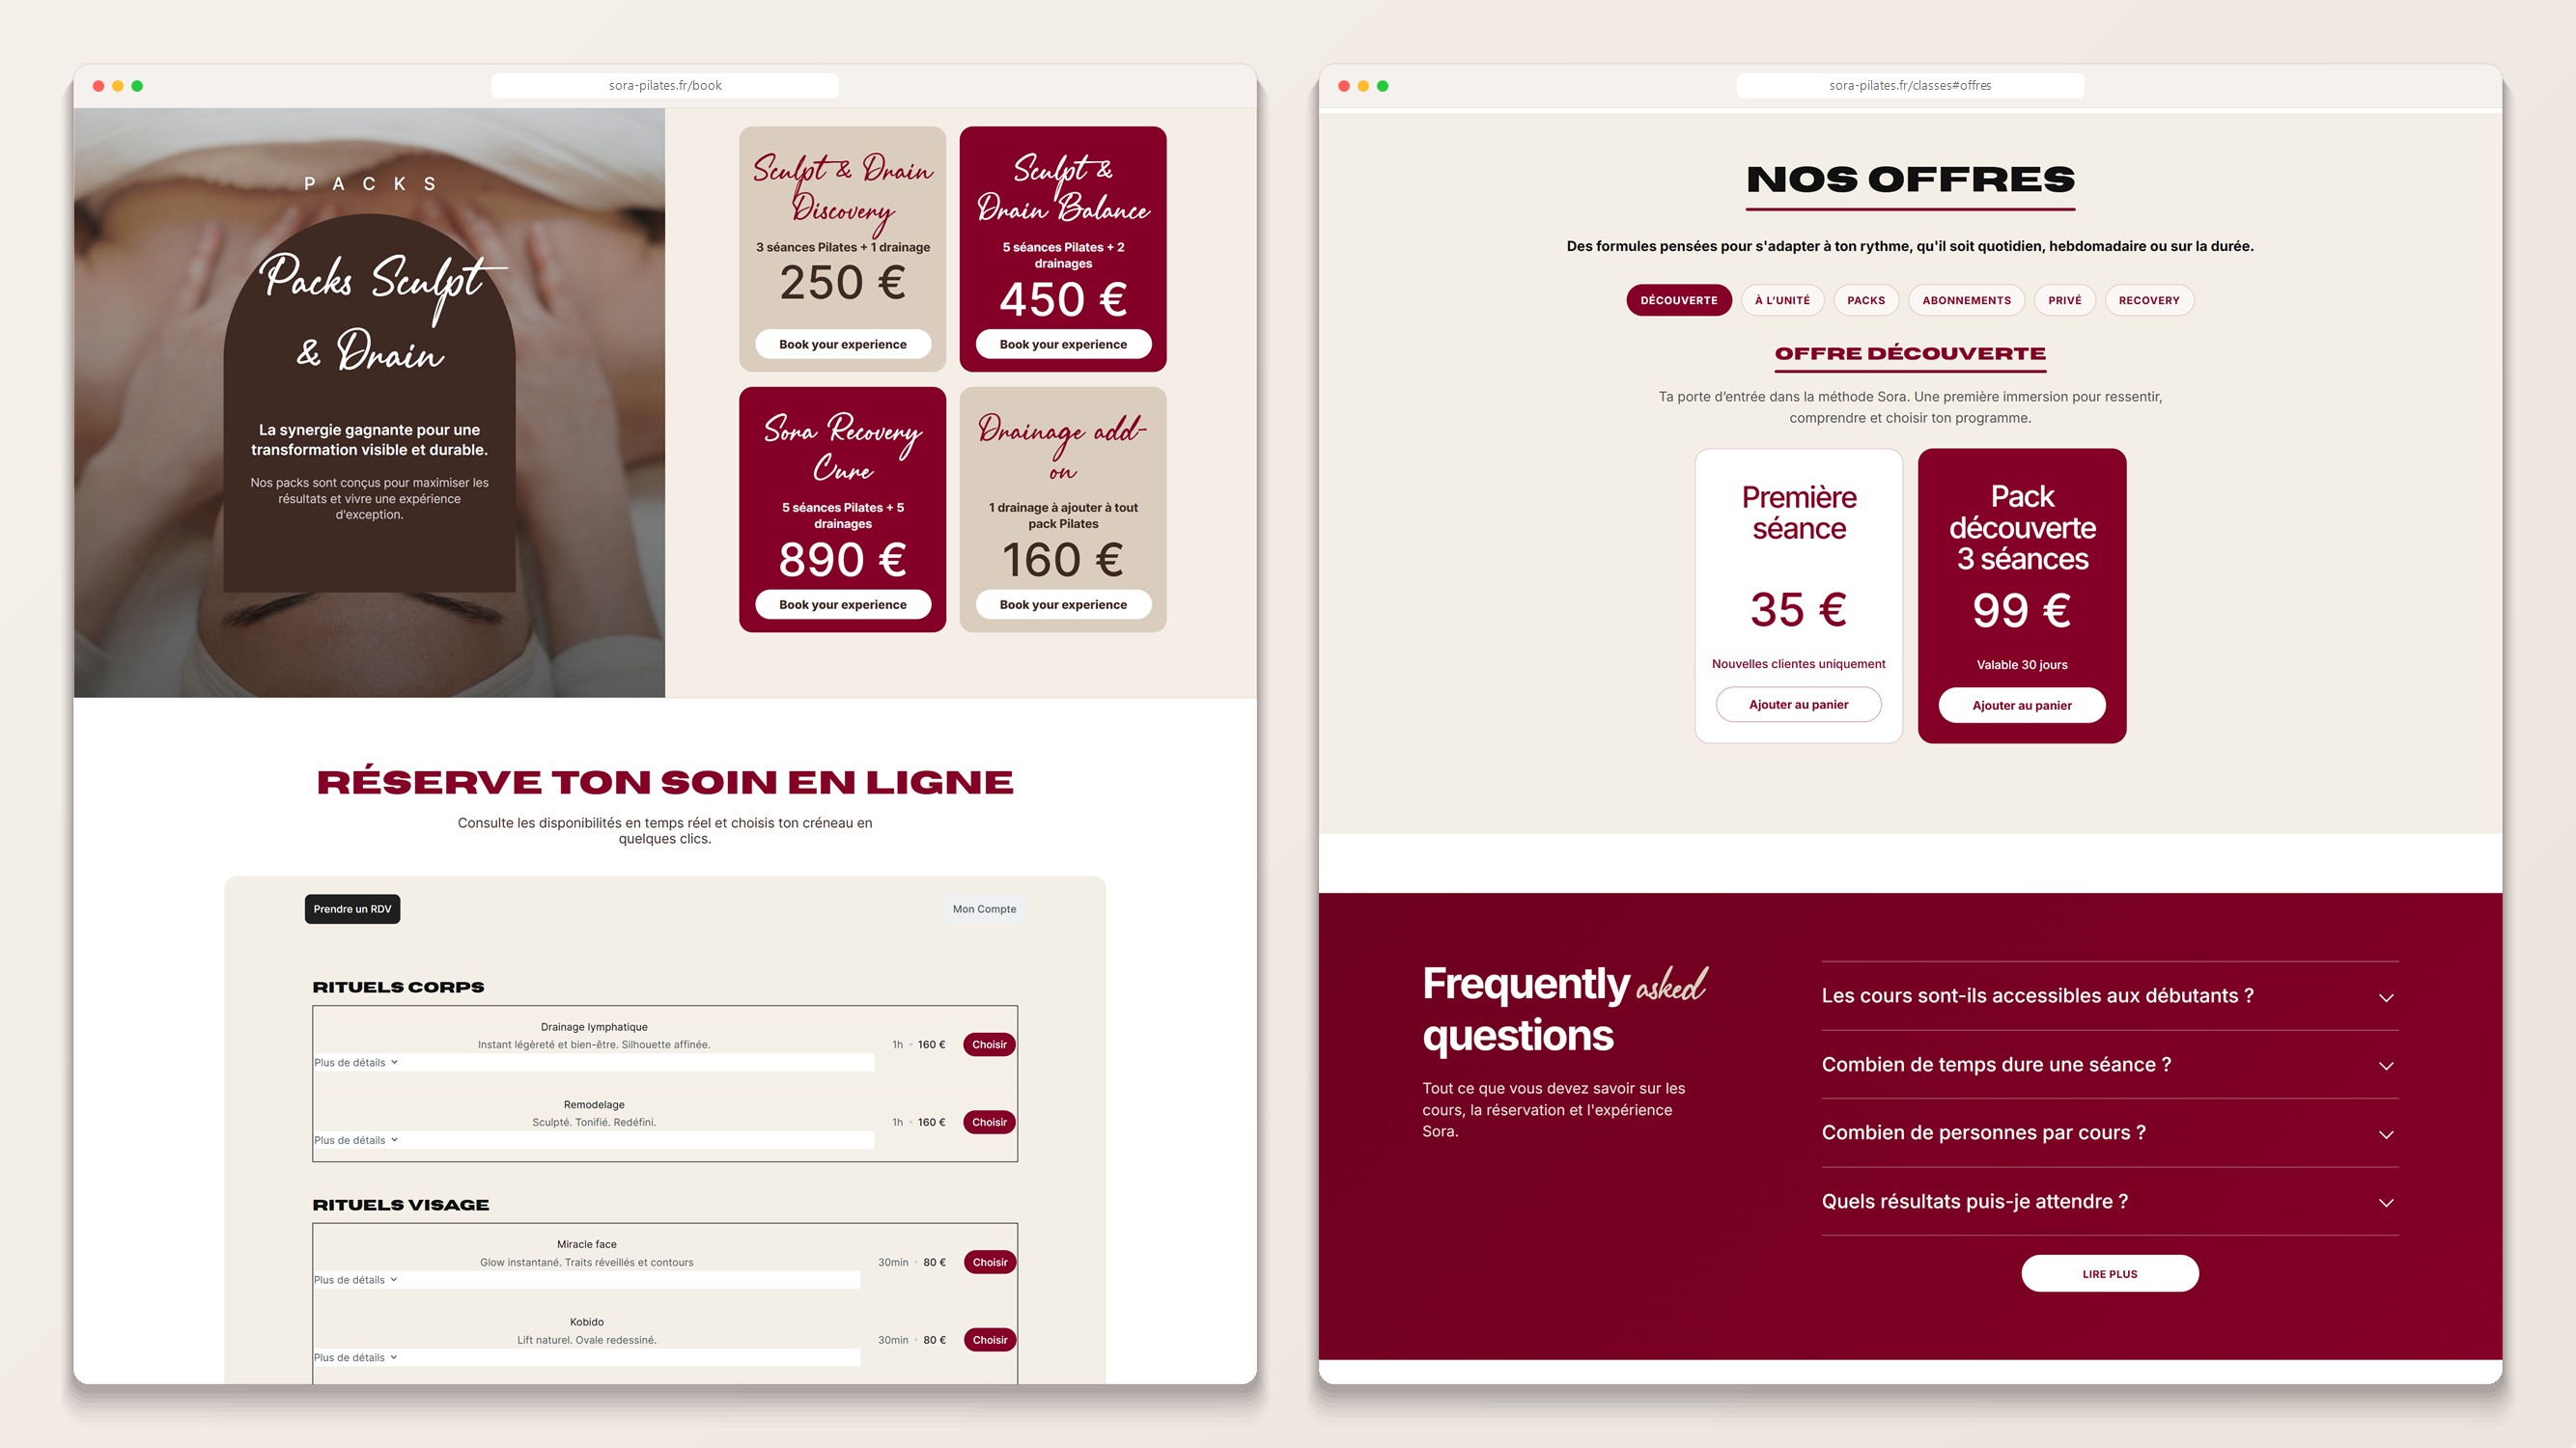 sora-pilates.fr/book
PACKS
Packs Sculpt
& Drain
La synergie gagnante pour une
transformation visible et durable.
Nos packs sont conçus pour maximiser les
résultats et vivre une expérience
d'exception.
Sculpt & Drain
Discovery
3 séances Pilates + 1 drainage
250 €
Book your experience
Sculpt &
Drain Balance
5 séances Pilates + 2
drainages
450 €
Book your experience
Sora Recovery
Cure
5 séances Pilates + 5
drainages
890 €
Book your experience
Drainage add-
on
1 drainage à ajouter à tout
pack Pilates
160 €
Book your experience
RÉSERVE TON SOIN EN LIGNE
Consulte les disponibilités en temps réel et choisis ton créneau en
quelques clics.
Prendre un RDV
Mon Compte
RITUELS CORPS
Drainage lymphatique
Instant légèreté et bien-être. Silhouette affinée.
Plus de détails
1h • 160 €
Choisir
Remodelage
Sculpté. Tonifié. Redéfini.
Plus de détails
1h • 160 €
Choisir
RITUELS VISAGE
Miracle face
Glow instantané. Traits réveillés et contours
Plus de détails
30min • 80 €
Choisir
Kobido
Lift naturel. Ovale redessiné.
Plus de détails
30min • 80 €
Choisir
sora-pilates.fr/classes#offres
NOS OFFRES
Des formules pensées pour s'adapter à ton rythme, qu'il soit quotidien, hebdomadaire ou sur la durée.
DÉCOUVERTE
À L’UNITÉ
PACKS
ABONNEMENTS
PRIVÉ
RECOVERY
OFFRE DÉCOUVERTE
Ta porte d’entrée dans la méthode Sora. Une première immersion pour ressentir,
comprendre et choisir ton programme.
Première
séance
35 €
Nouvelles clientes uniquement
Ajouter au panier
Pack
découverte
3 séances
99 €
Valable 30 jours
Ajouter au panier
Frequently asked
questions
Tout ce que vous devez savoir sur les
cours, la réservation et l'expérience
Sora.
Les cours sont-ils accessibles aux débutants ?
Combien de temps dure une séance ?
Combien de personnes par cours ?
Quels résultats puis-je attendre ?
LIRE PLUS